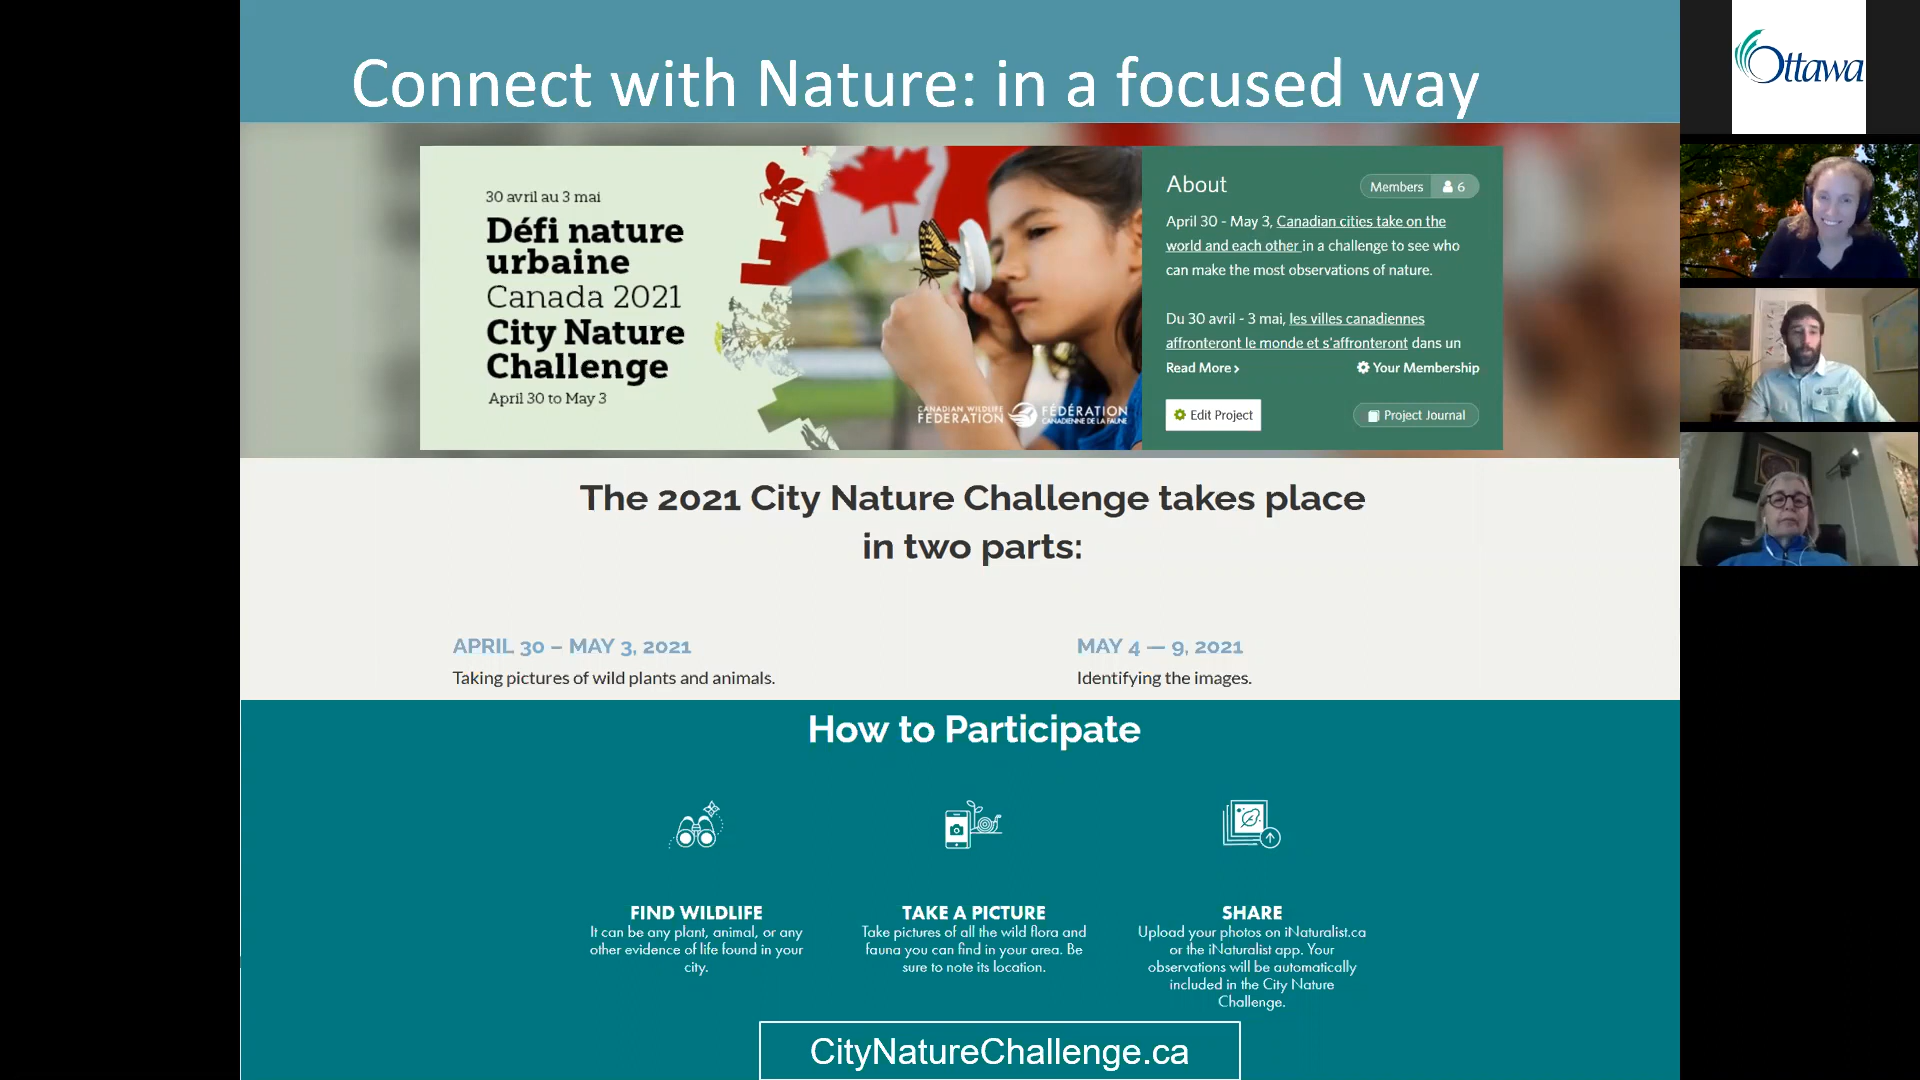 Connect with Nature: in a focused way
30 avril au 3 mai
Défi nature
urbaine
Canada 2021
City Nature
Challenge
April 30 to May 3
CANADIAN WILDLIFE
FEDERATION
FÉDÉRATION
CANADIENNE DE LA FAUNE
About
Members 6
April 30 - May 3, Canadian cities take on the
world and each other in a challenge to see who
can make the most observations of nature.
Du 30 avril - 3 mai, les villes canadiennes
affronteront le monde et s'affronteront dans un
Read More ›
Your Membership
Edit Project
Project Journal
Ottawa
The 2021 City Nature Challenge takes place
in two parts:
APRIL 30 – MAY 3, 2021
Taking pictures of wild plants and animals.
MAY 4 — 9, 2021
Identifying the images.
How to Participate
FIND WILDLIFE
It can be any plant, animal, or any
other evidence of life found in your
city.
TAKE A PICTURE
Take pictures of all the wild flora and
fauna you can find in your area. Be
sure to note its location.
SHARE
Upload your photos on iNaturalist.ca
or the iNaturalist app. Your
observations will be automatically
included in the City Nature
Challenge.
CityNatureChallenge.ca